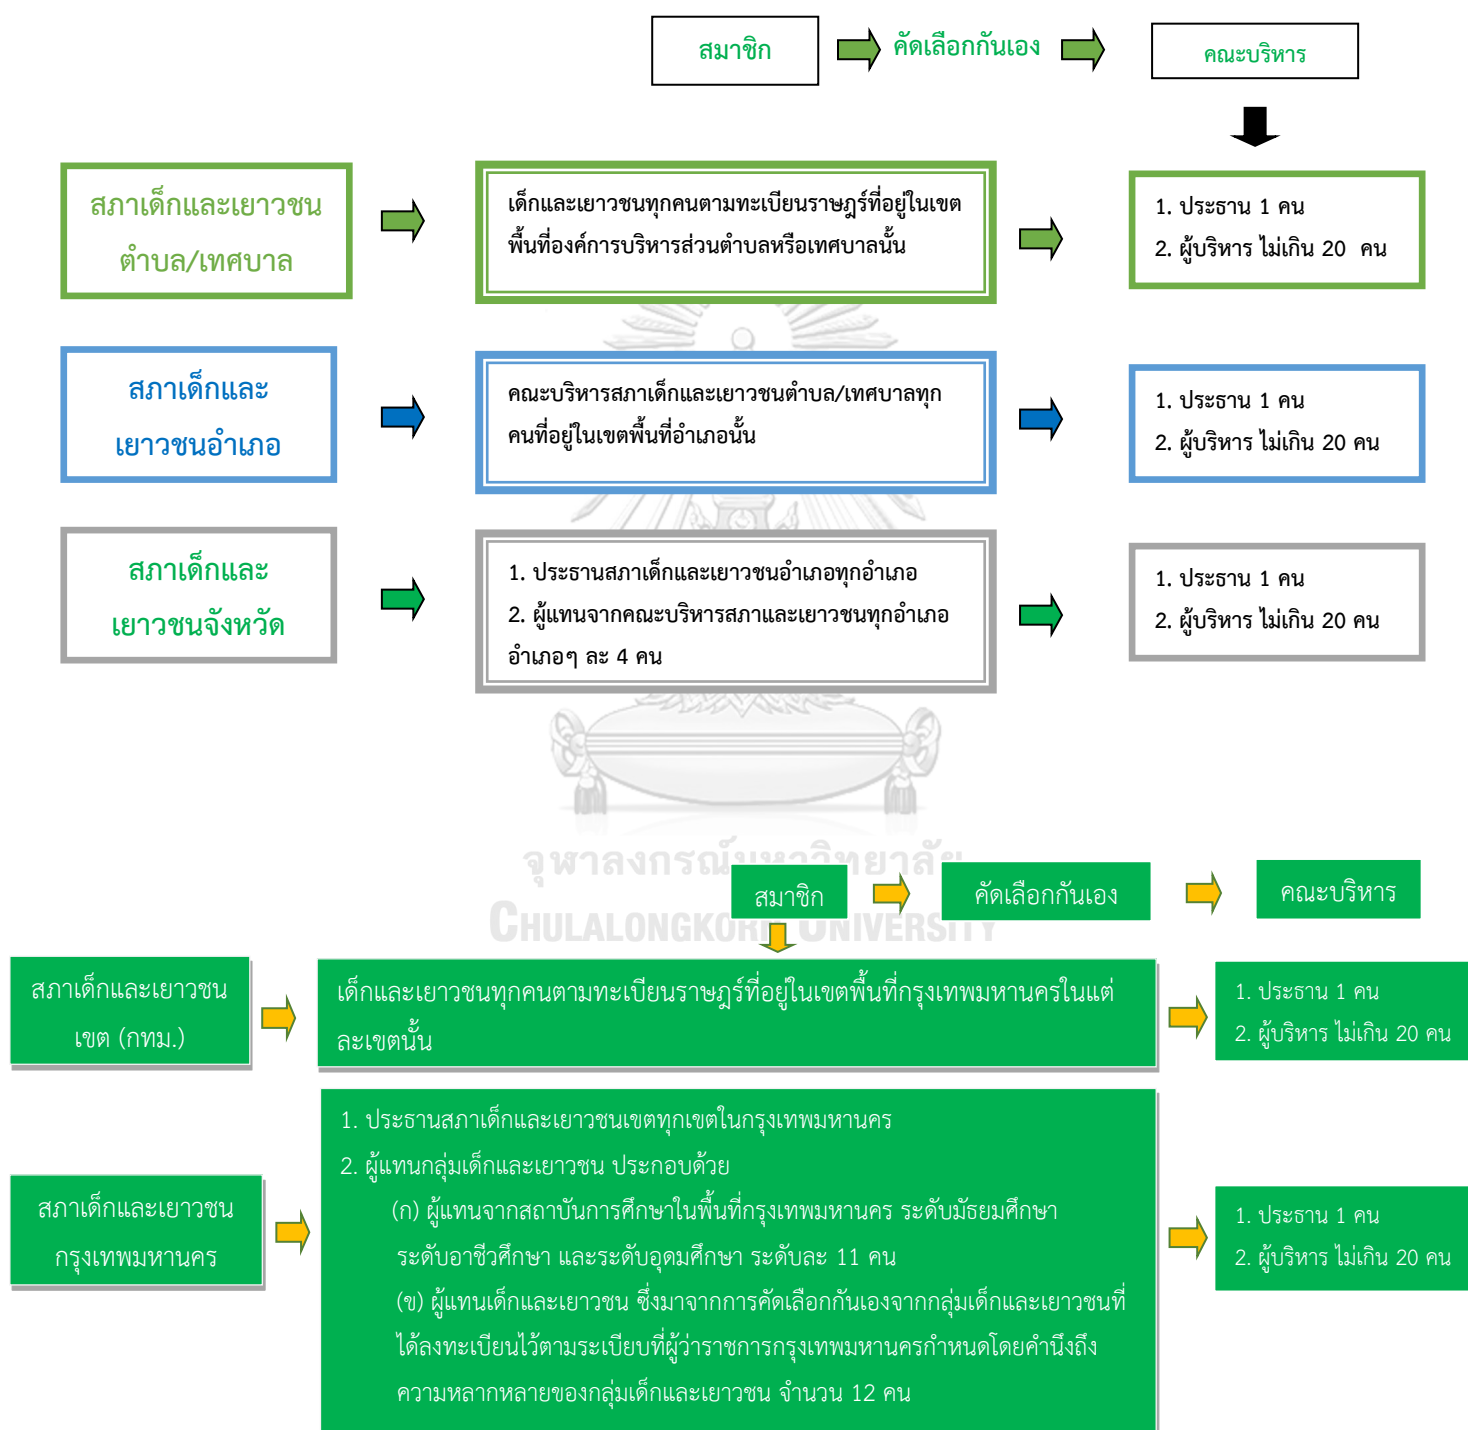 สมาชิก
คัดเลือกกันเอง
คณะบริหาร
สภาเด็กและเยาวชน
ตำบล/เทศบาล
เด็กและเยาวชนทุกคนตามทะเบียนราษฎร์ที่อยู่ในเขต
พื้นที่องค์การบริหารส่วนตำบลหรือเทศบาลนั้น
1. ประธาน 1 คน
2. ผู้บริหาร ไม่เกิน 20 คน
สภาเด็กและ
เยาวชนอำเภอ
คณะบริหารสภาเด็กและเยาวชนตำบล/เทศบาลทุก
คนที่อยู่ในเขตพื้นที่อำเภอนั้น
1. ประธาน 1 คน
2. ผู้บริหาร ไม่เกิน 20 คน
สภาเด็กและ
เยาวชนจังหวัด
1. ประธานสภาเด็กและเยาวชนอำเภอทุกอำเภอ
2. ผู้แทนจากคณะบริหารสภาและเยาวชนทุกอำเภอ
อำเภอๆ ละ 4 คน
1. ประธาน 1 คน
2. ผู้บริหาร ไม่เกิน 20 คน
จุฬาลงกรณ์มหาวิทยาลัย
CHULALONGKORN UNIVERSITY
สมาชิก
คัดเลือกกันเอง
คณะบริหาร
สภาเด็กและเยาวชน
เขต (กทม.)
เด็กและเยาวชนทุกคนตามทะเบียนราษฎร์ที่อยู่ในเขตพื้นที่กรุงเทพมหานครในแต่
ละเขตนั้น
1. ประธาน 1 คน
2. ผู้บริหาร ไม่เกิน 20 คน
สภาเด็กและเยาวชน
กรุงเทพมหานคร
1. ประธานสภาเด็กและเยาวชนเขตทุกเขตในกรุงเทพมหานคร
2. ผู้แทนกลุ่มเด็กและเยาวชน ประกอบด้วย
(ก) ผู้แทนจากสถาบันการศึกษาในพื้นที่กรุงเทพมหานคร ระดับมัธยมศึกษา
ระดับอาชีวศึกษา และระดับอุดมศึกษา ระดับละ 11 คน
(ข) ผู้แทนเด็กและเยาวชน ซึ่งมาจากการคัดเลือกกันเองจากกลุ่มเด็กและเยาวชนที่
ได้ลงทะเบียนไว้ตามระเบียบที่ผู้ว่าราชการกรุงเทพมหานครกำหนดโดยคำนึงถึง
ความหลากหลายของกลุ่มเด็กและเยาวชน จำนวน 12 คน
1. ประธาน 1 คน
2. ผู้บริหาร ไม่เกิน 20 คน